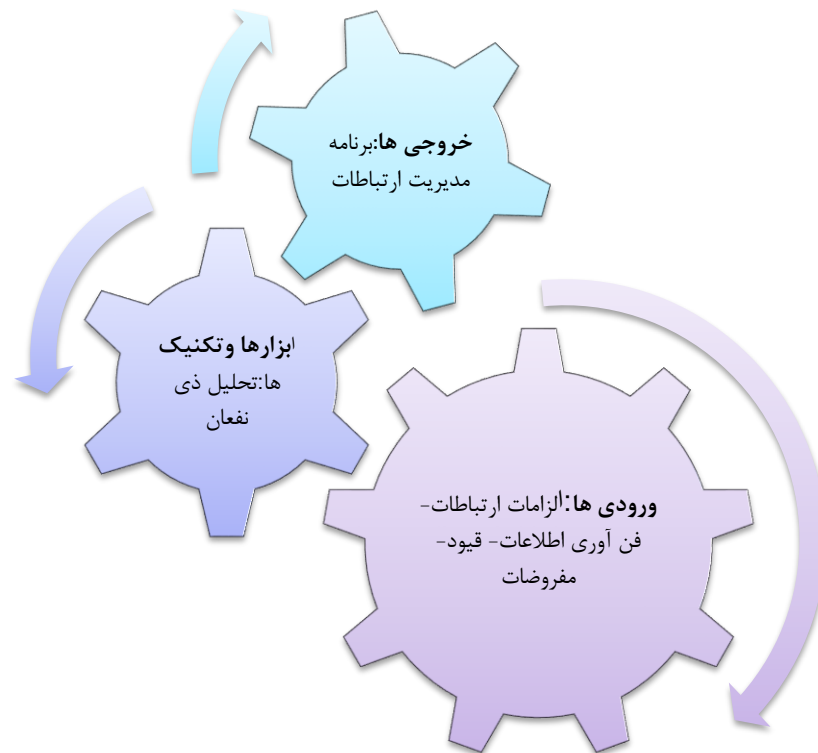 خروجی ها:برنامه
مدیریت ارتباطات
ابزارها وتکنیک
ها:تحلیل ذی
نفعان
ورودی ها:الزامات ارتباطات-
فن آوری اطلاعات- قیود-
مفروضات